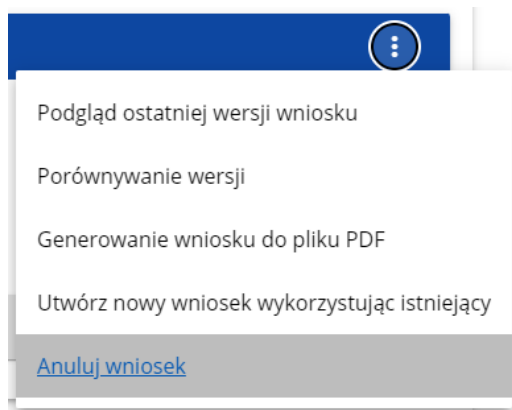 Podgląd ostatniej wersji wniosku
Porównywanie wersji
Generowanie wniosku do pliku PDF
Utwórz nowy wniosek wykorzystując istniejący
Anuluj wniosek